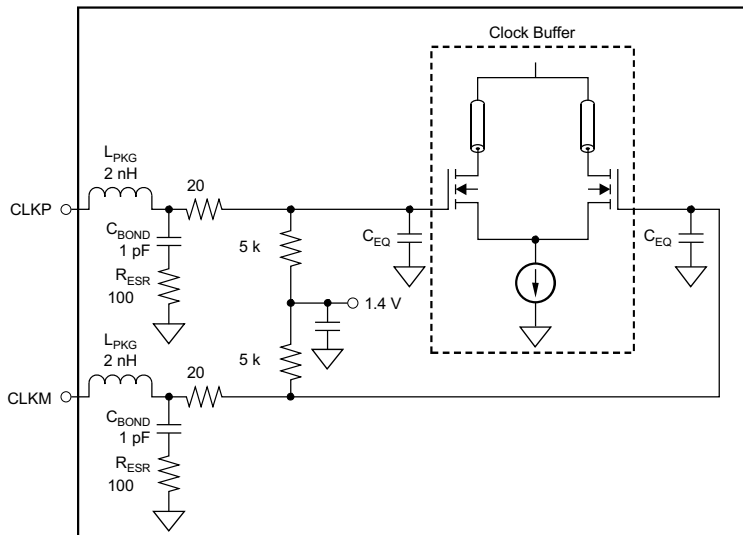 Clock Buffer
L_PKG
2 nH
20
CLKP
C_BOND
1 pF
R_ESR
100
5 k
C_EQ
C_EQ
1.4 V
L_PKG
2 nH
5 k
20
CLKM
C_BOND
1 pF
R_ESR
100